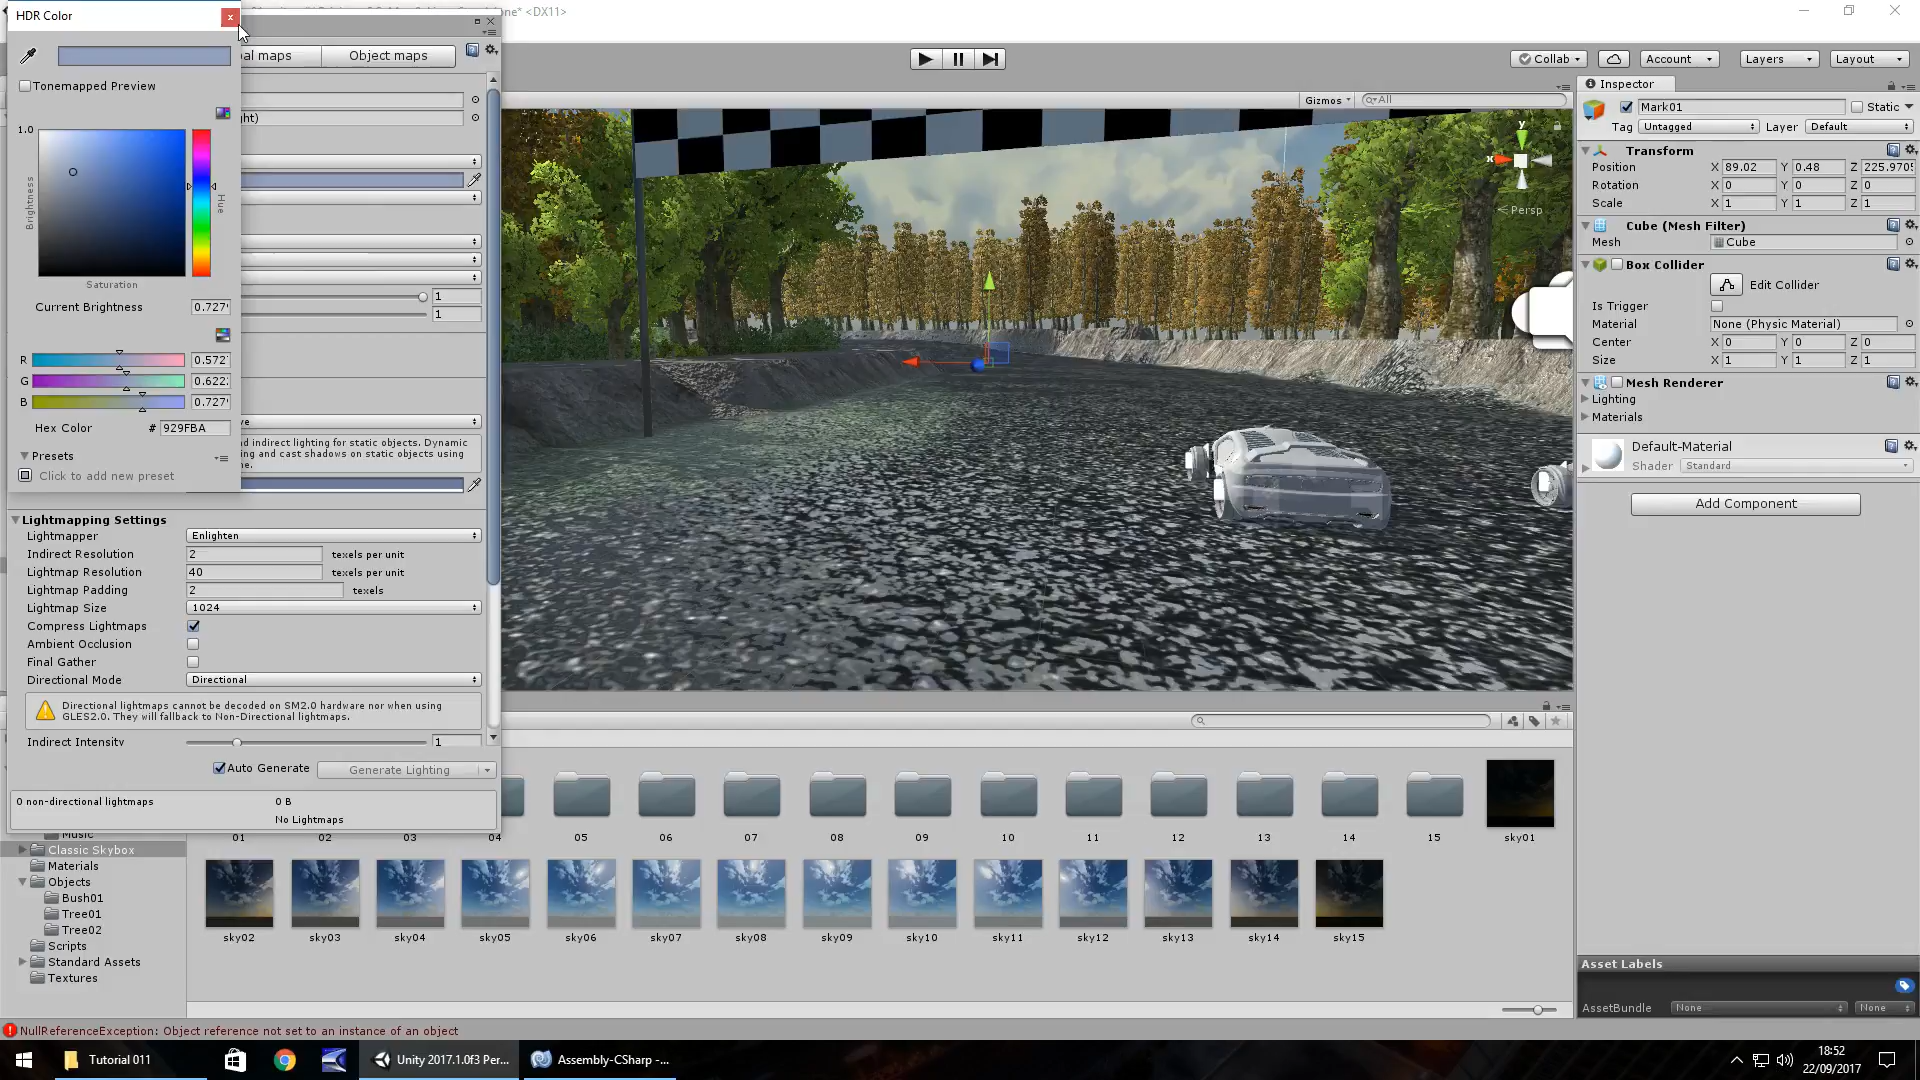 HDR Color
x
<DX11>
al maps
Object maps
Tonemapped Preview
1.0
Brightness
Hue
Saturation
Current Brightness
0.727
R
0.572
G
0.622
B
0.727
Hex Color
# 929FBA
Presets
Click to add new preset
1
1
nd indirect lighting for static objects. Dynamic
ing and cast shadows on static objects using
Lightmapping Settings
Lightmapper
Enlighten
Indirect Resolution
2
texels per unit
Lightmap Resolution
40
texels per unit
Lightmap Padding
2
texels
Lightmap Size
1024
Compress Lightmaps
Ambient Occlusion
Final Gather
Directional Mode
Directional
Directional lightmaps cannot be decoded on SM2.0 hardware nor when using
GLES2.0. They will fallback to Non-Directional lightmaps.
Indirect Intensity
1
Auto Generate
Generate Lighting
0 non-directional lightmaps
0 B
No Lightmaps
Collab
Account
Layers
Layout
Gizmos
All
y
x
Persp
Inspector
Mark01
Static
Tag
Untagged
Layer
Default
Transform
Position
X 89.02
Y 0.48
Z 225.970
Rotation
X 0
Y 0
Z 0
Scale
X 1
Y 1
Z 1
Cube (Mesh Filter)
Mesh
Cube
Box Collider
Edit Collider
Is Trigger
Material
None (Physic Material)
Center
X 0
Y 0
Z 0
Size
X 1
Y 1
Z 1
Mesh Renderer
Lighting
Materials
Default-Material
Shader
Standard
Add Component
Asset Labels
AssetBundle
None
None
Music
Classic Skybox
Materials
Objects
Bush01
Tree01
Tree02
Scripts
Standard Assets
Textures
01
02
03
04
05
06
07
08
09
10
11
12
13
14
15
sky01
sky02
sky03
sky04
sky05
sky06
sky07
sky08
sky09
sky10
sky11
sky12
sky13
sky14
sky15
NullReferenceException: Object reference not set to an instance of an object
Tutorial 011
Unity 2017.1.0f3 Per...
Assembly-CSharp -...
18:52
22/09/2017